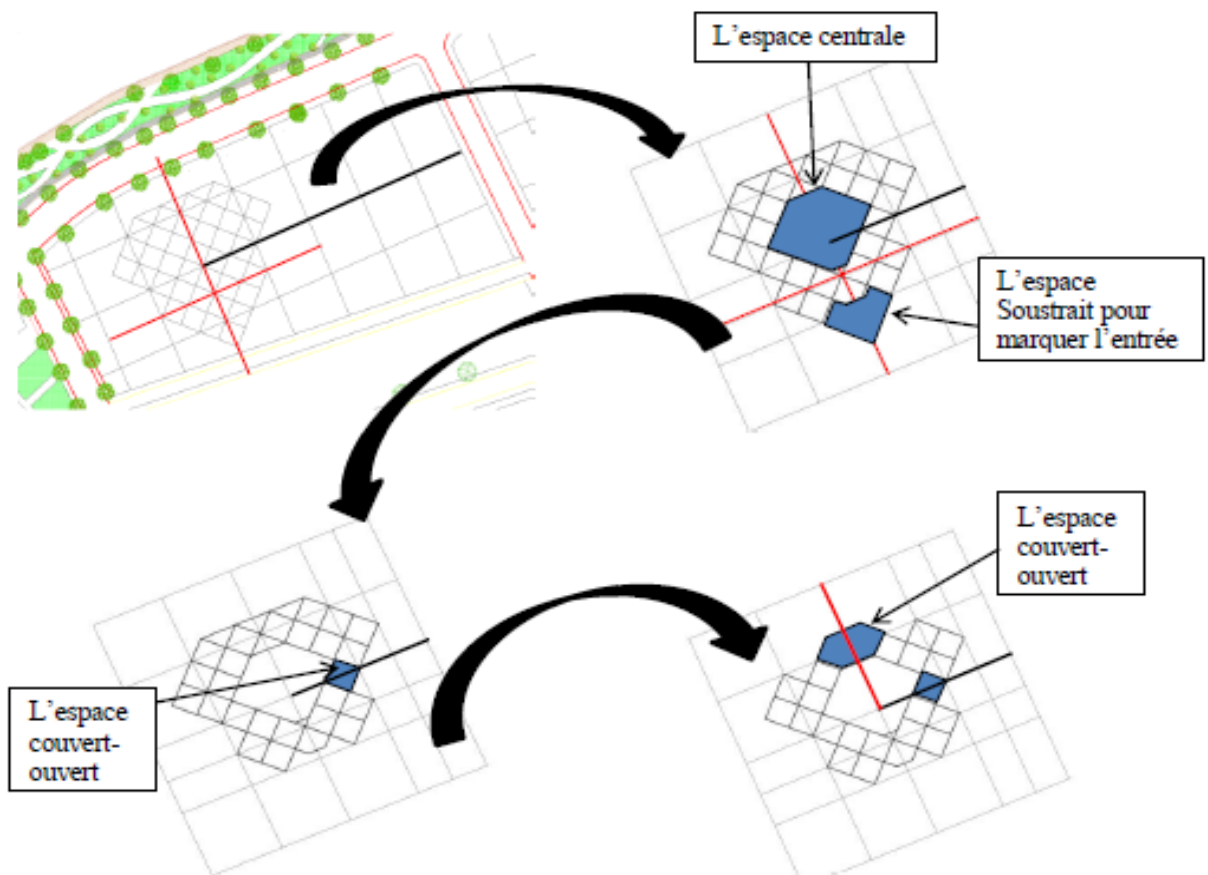 L'espace centrale
L'espace
Soustrait pour
marquer l'entrée
L'espace
couvert-
ouvert
L'espace
couvert-
ouvert